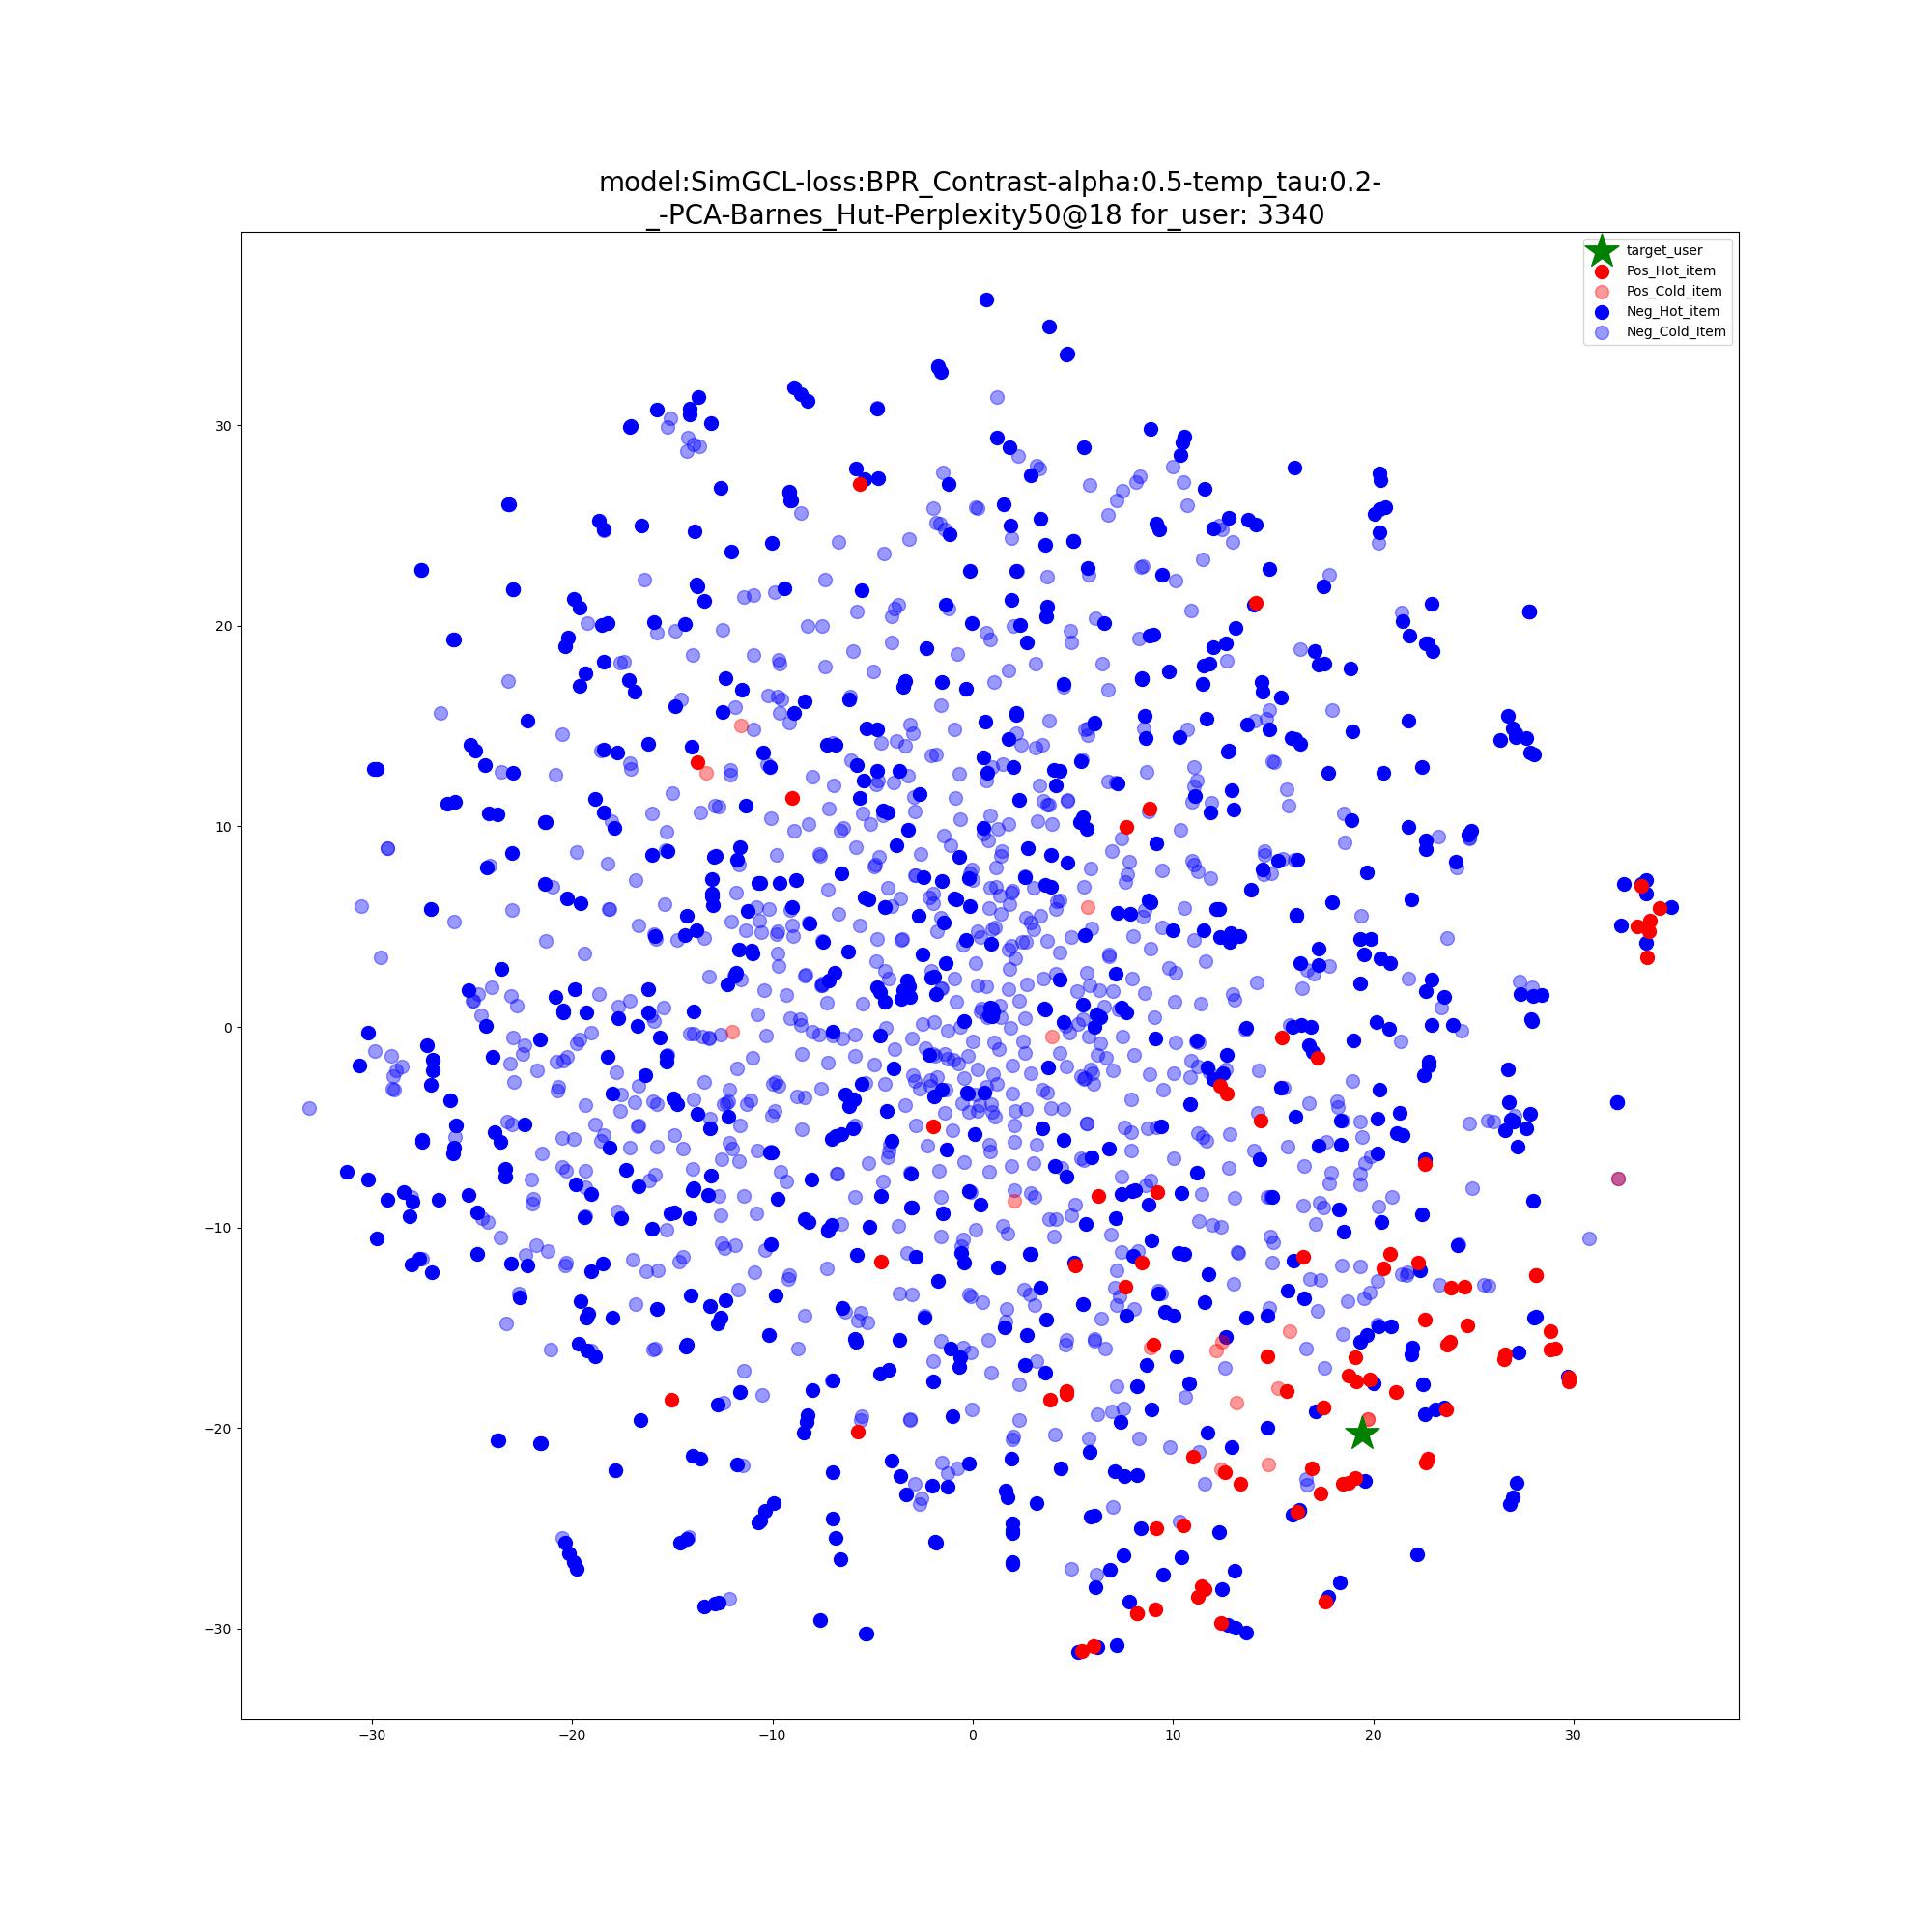 model:SimGCL-loss:BPR_Contrast-alpha:0.5-temp_tau:0.2-
_-PCA-Barnes_Hut-Perplexity50@18 for_user: 3340
target_user
Pos_Hot_item
Pos_Cold_item
Neg_Hot_item
Neg_Cold_Item
30
20
10
0
−10
−20
−30
−30 −20 −10 0 10 20 30